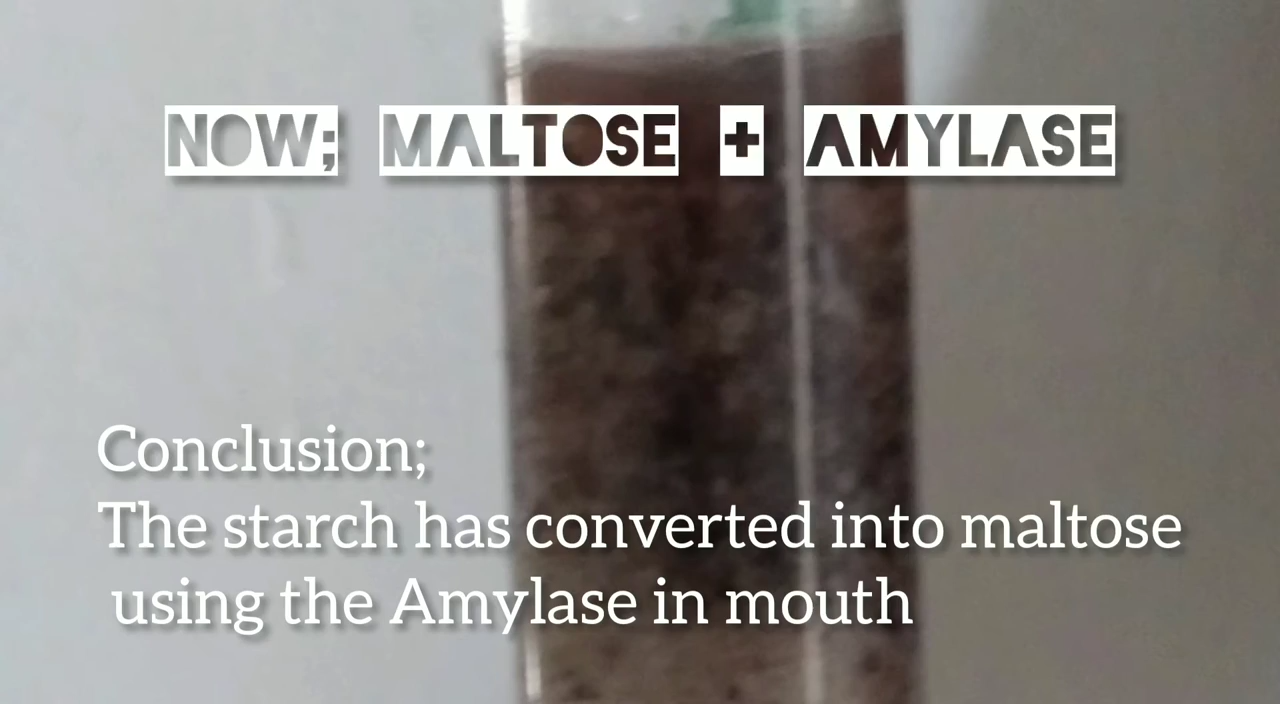 NOW; MALTOSE + AMYLASE
Conclusion;
The starch has converted into maltose
using the Amylase in mouth